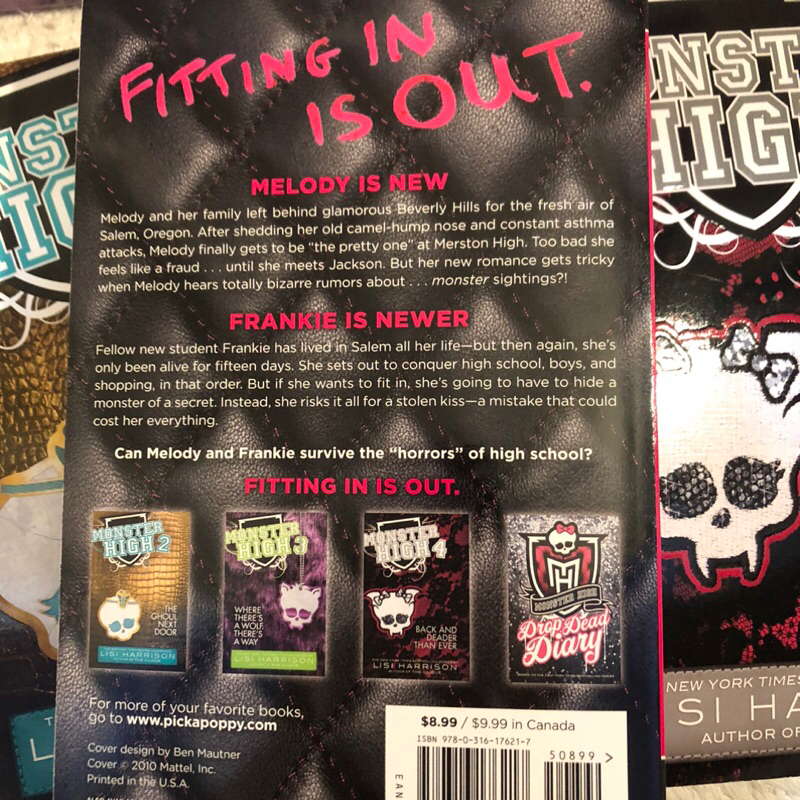 FITTING IN
IS OUT.
MELODY IS NEW
Melody and her family left behind glamorous Beverly Hills for the fresh air of
Salem, Oregon. After shedding her old camel-hump nose and constant asthma
attacks, Melody finally gets to be "the pretty one" at Merston High. Too bad she
feels like a fraud . . . until she meets Jackson. But her new romance gets tricky
when Melody hears totally bizarre rumors about . . . monster sightings?!
FRANKIE IS NEWER
Fellow new student Frankie has lived in Salem all her life—but then again, she's
only been alive for fifteen days. She sets out to conquer high school, boys, and
shopping, in that order. But if she wants to fit in, she's going to have to hide a
monster of a secret. Instead, she risks it all for a stolen kiss—a mistake that could
cost her everything.
Can Melody and Frankie survive the "horrors" of high school?
FITTING IN IS OUT.
MONSTER
HIGH 2
THE
GHOUL
NEXT
DOOR
LISI HARRISON
MONSTER
HIGH 3
WHERE
THERE'S
A WOLF,
THERE'S
A WAY
LISI HARRISON
MONSTER
HIGH 4
BACK AND
DEADER
THAN EVER
LISI HARRISON
MONSTER HIGH
Drop Dead
Diary
For more of your favorite books,
go to www.pickapoppy.com
Cover design by Ben Mautner
Cover © 2010 Mattel, Inc.
Printed in the U.S.A.
$8.99 / $9.99 in Canada
ISBN 978-0-316-17621-7
50899 >
EAN
NST
HIG
NEW YORK TIMES
SI HA
AUTHOR OF
NS
IG
L